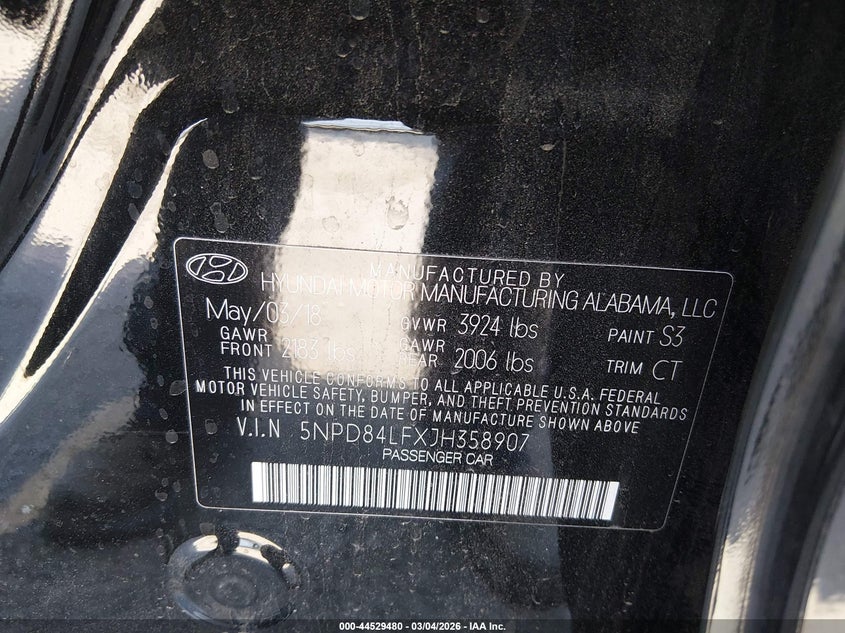 MANUFACTURED BY
HYUNDAI MOTOR MANUFACTURING ALABAMA, LLC
May/03/18 GVWR 3924 lbs PAINT S3
GAWR FRONT 2183 lbs GAWR REAR 2006 lbs TRIM CT
THIS VEHICLE CONFORMS TO ALL APPLICABLE U.S.A. FEDERAL
MOTOR VEHICLE SAFETY, BUMPER, AND THEFT PREVENTION STANDARDS
IN EFFECT ON THE DATE OF MANUFACTURE SHOWN ABOVE
V.I.N 5NPD84LFXJH358907
PASSENGER CAR
000-44529480 - 03/04/2026 - IAA Inc.